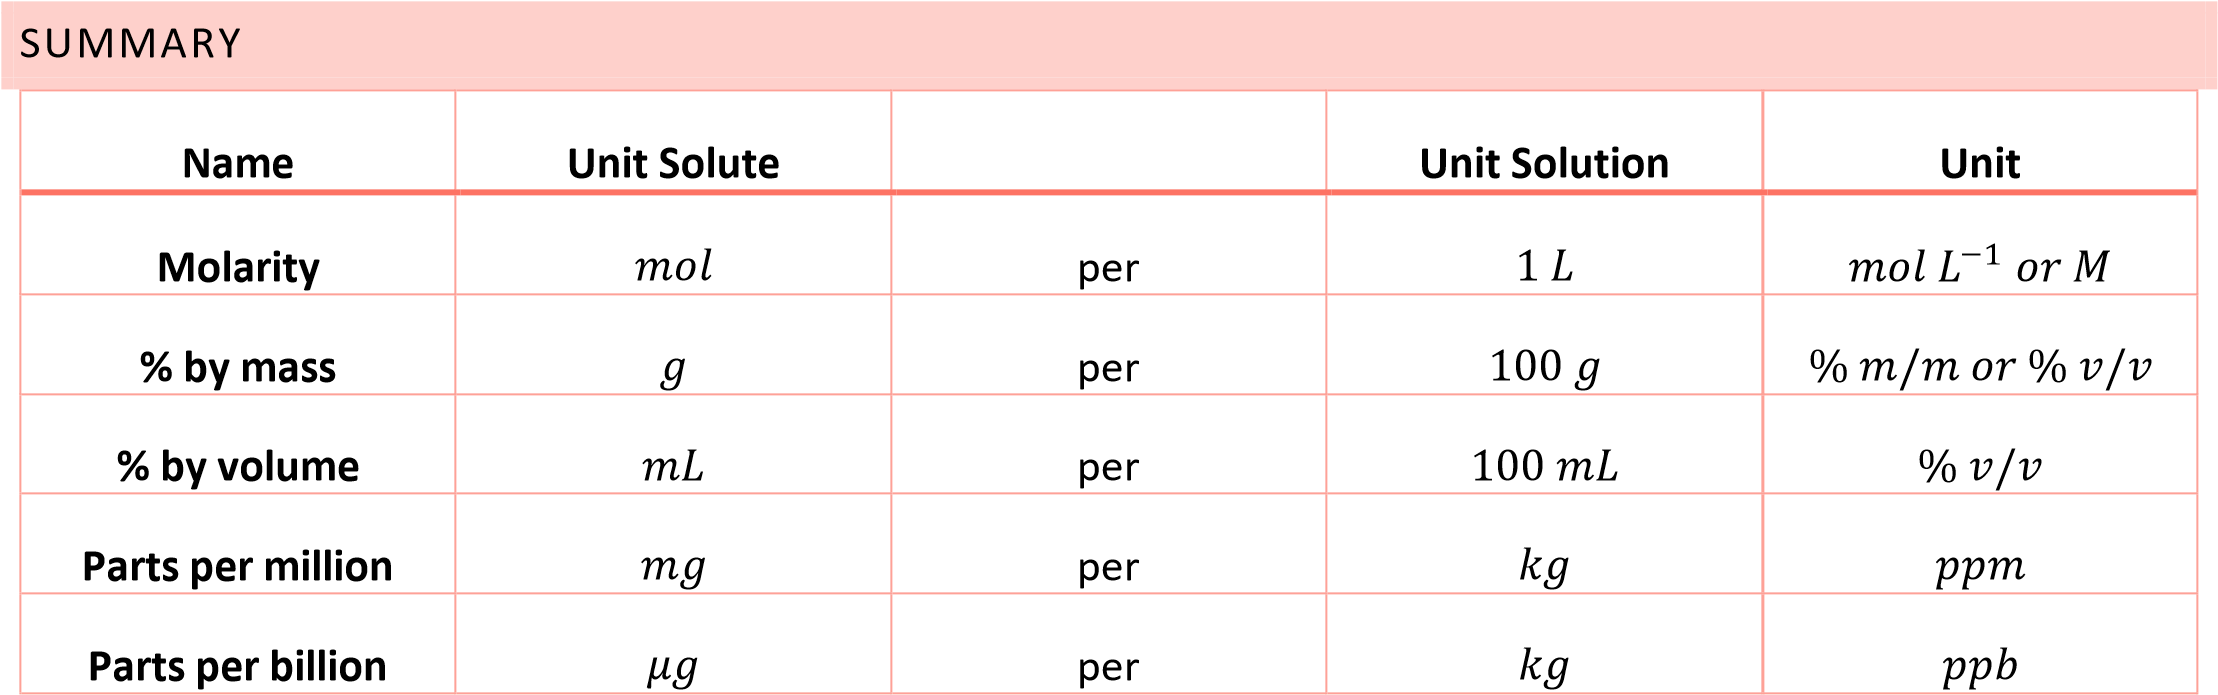 SUMMARY
Name Unit Solute Unit Solution Unit
Molarity mol per 1 L mol L⁻¹ or M
% by mass g per 100 g % m/m or % v/v
% by volume mL per 100 mL % v/v
Parts per million mg per kg ppm
Parts per billion μg per kg ppb